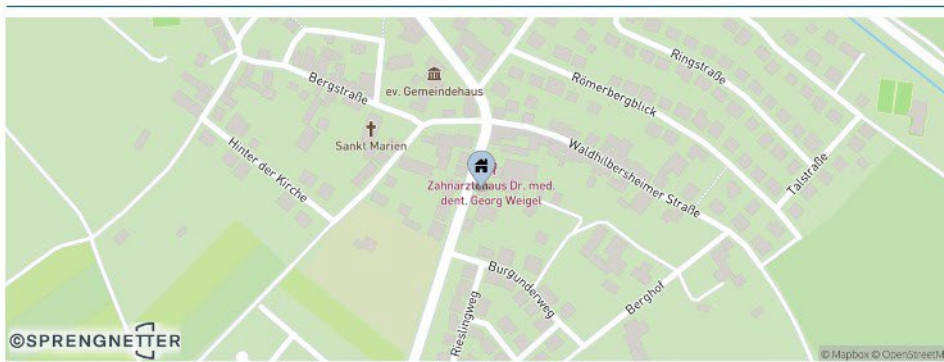 Ringstraße
Römerbergblick
Bergstraße
ev. Gemeindehaus
Sankt Marien
Waldhilbersheimer Straße
Talstraße
Hinter der Kirche
Zahnärztehaus Dr. med.
dent. Georg Weigel
Burgunderweg
Berghof
Rieslingweg
©SPRENGNETTER
© Mapbox © OpenStreetM